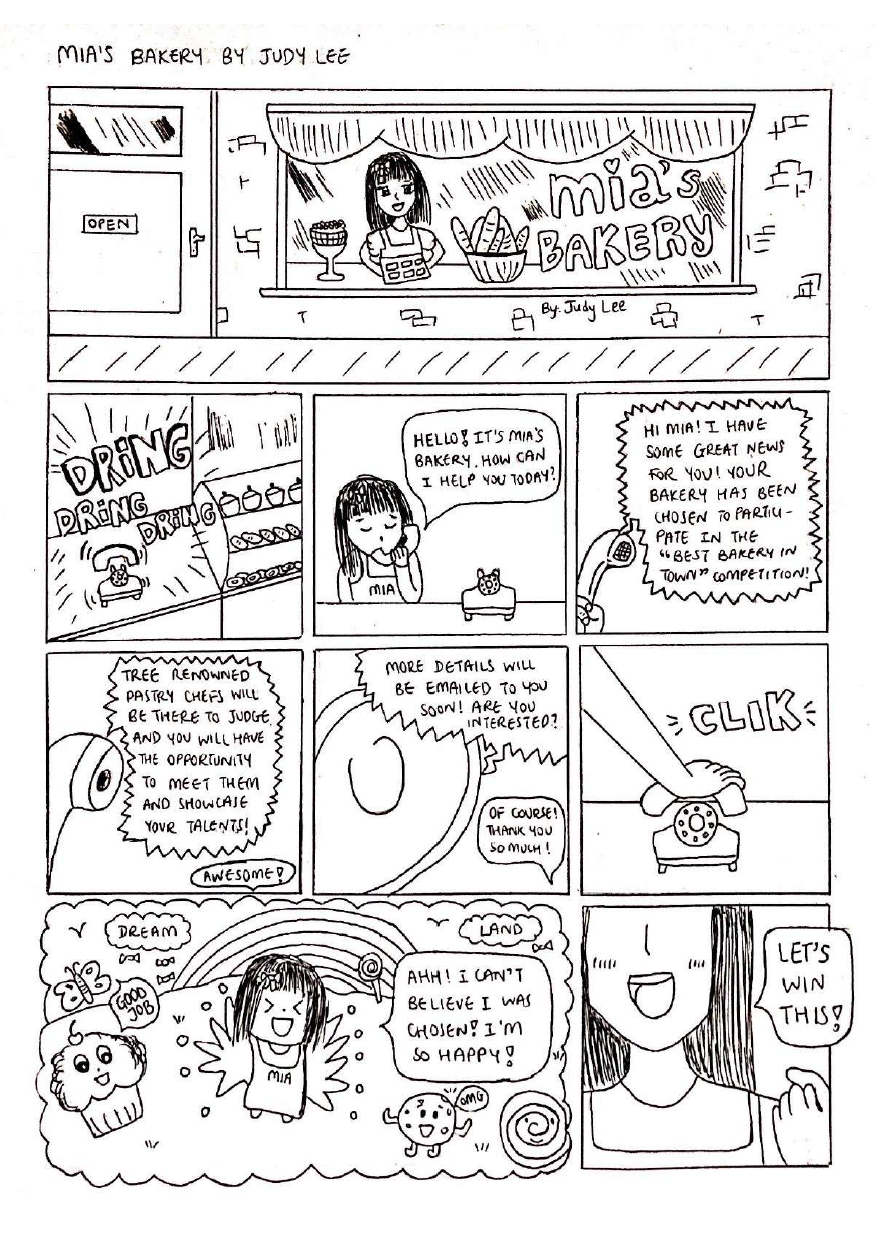 MIA'S BAKERY BY JUDY LEE
OPEN
mia's
BAKERY
By: Judy Lee
DRING
DRING
DRING
HELLO! IT'S MIA'S
BAKERY. HOW CAN
I HELP YOU TODAY?
MIA
HI MIA! I HAVE
SOME GREAT NEWS
FOR YOU! YOUR
BAKERY HAS BEEN
CHOSEN TO PARTICI-
PATE IN THE
"BEST BAKERY IN
TOWN" COMPETITION!
TREE RENOWNED
PASTRY CHEFS WILL
BE THERE TO JUDGE
AND YOU WILL HAVE
THE OPPORTUNITY
TO MEET THEM
AND SHOWCASE
YOUR TALENTS!
AWESOME!
MORE DETAILS WILL
BE EMAILED TO YOU
SOON! ARE YOU
INTERESTED?
OF COURSE!
THANK YOU
SO MUCH!
CLIK
DREAM
LAND
GOOD
JOB
AHH! I CAN'T
BELIEVE I WAS
CHOSEN! I'M
SO HAPPY!
MIA
OMG
LET'S
WIN
THIS!